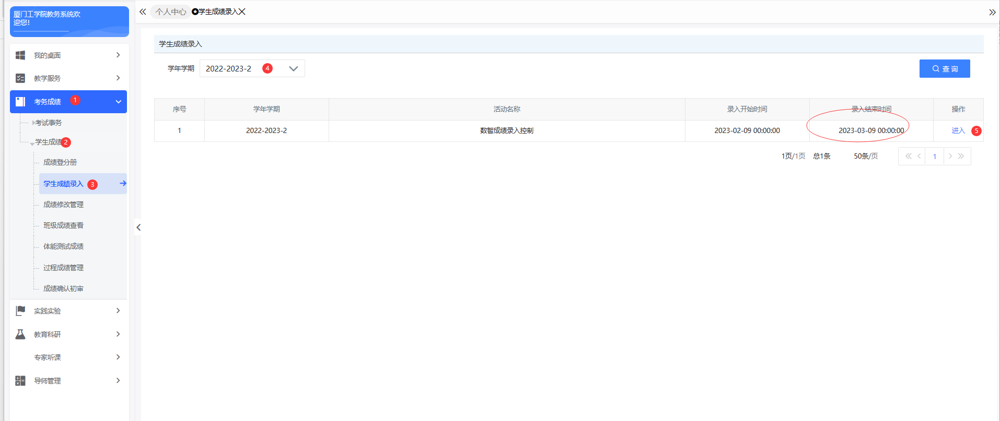 厦门工学院教务系统欢
迎您!
个人中心
学生成绩录入
我的桌面
教学服务
考务成绩 1
考试事务
学生成绩 2
成绩登分册
学生成绩录入 3
成绩修改管理
班级成绩查看
体能测试成绩
过程成绩管理
成绩确认初审
实践实验
教育科研
专家听课
导师管理
学生成绩录入
学年学期 2022-2023-2 4 查 询
序号 学年学期 活动名称 录入开始时间 录入结束时间 操作
1 2022-2023-2 数智成绩录入控制 2023-02-09 00:00:00 2023-03-09 00:00:00 进入 5
1页/1页 总1条 50条/页 1